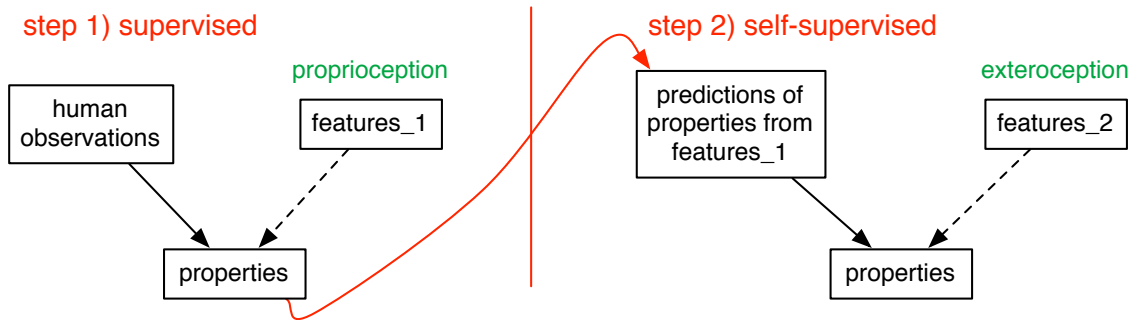 step 1) supervised
proprioception
human
observations
features_1
properties
step 2) self-supervised
exteroception
predictions of
properties from
features_1
features_2
properties